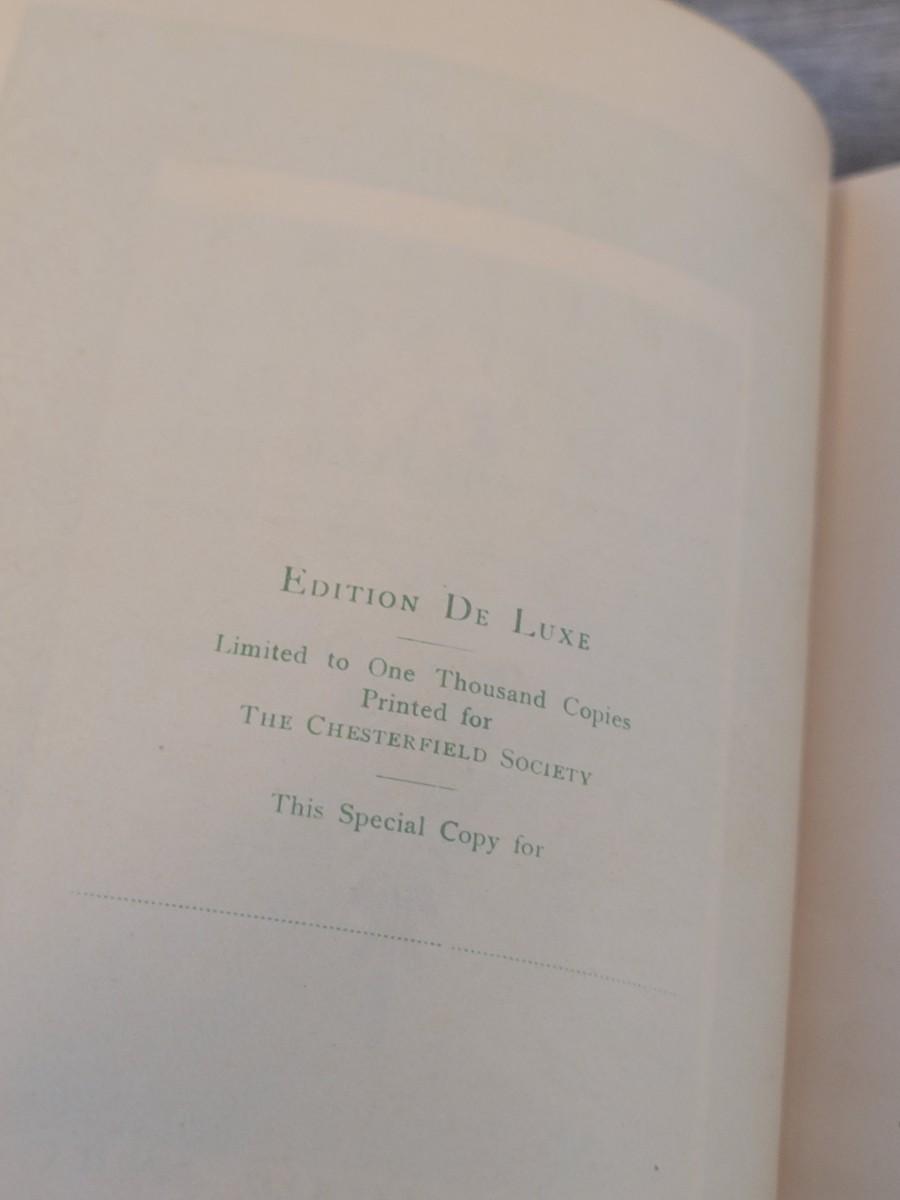 Edition De Luxe
Limited to One Thousand Copies
Printed for
The Chesterfield Society
This Special Copy for